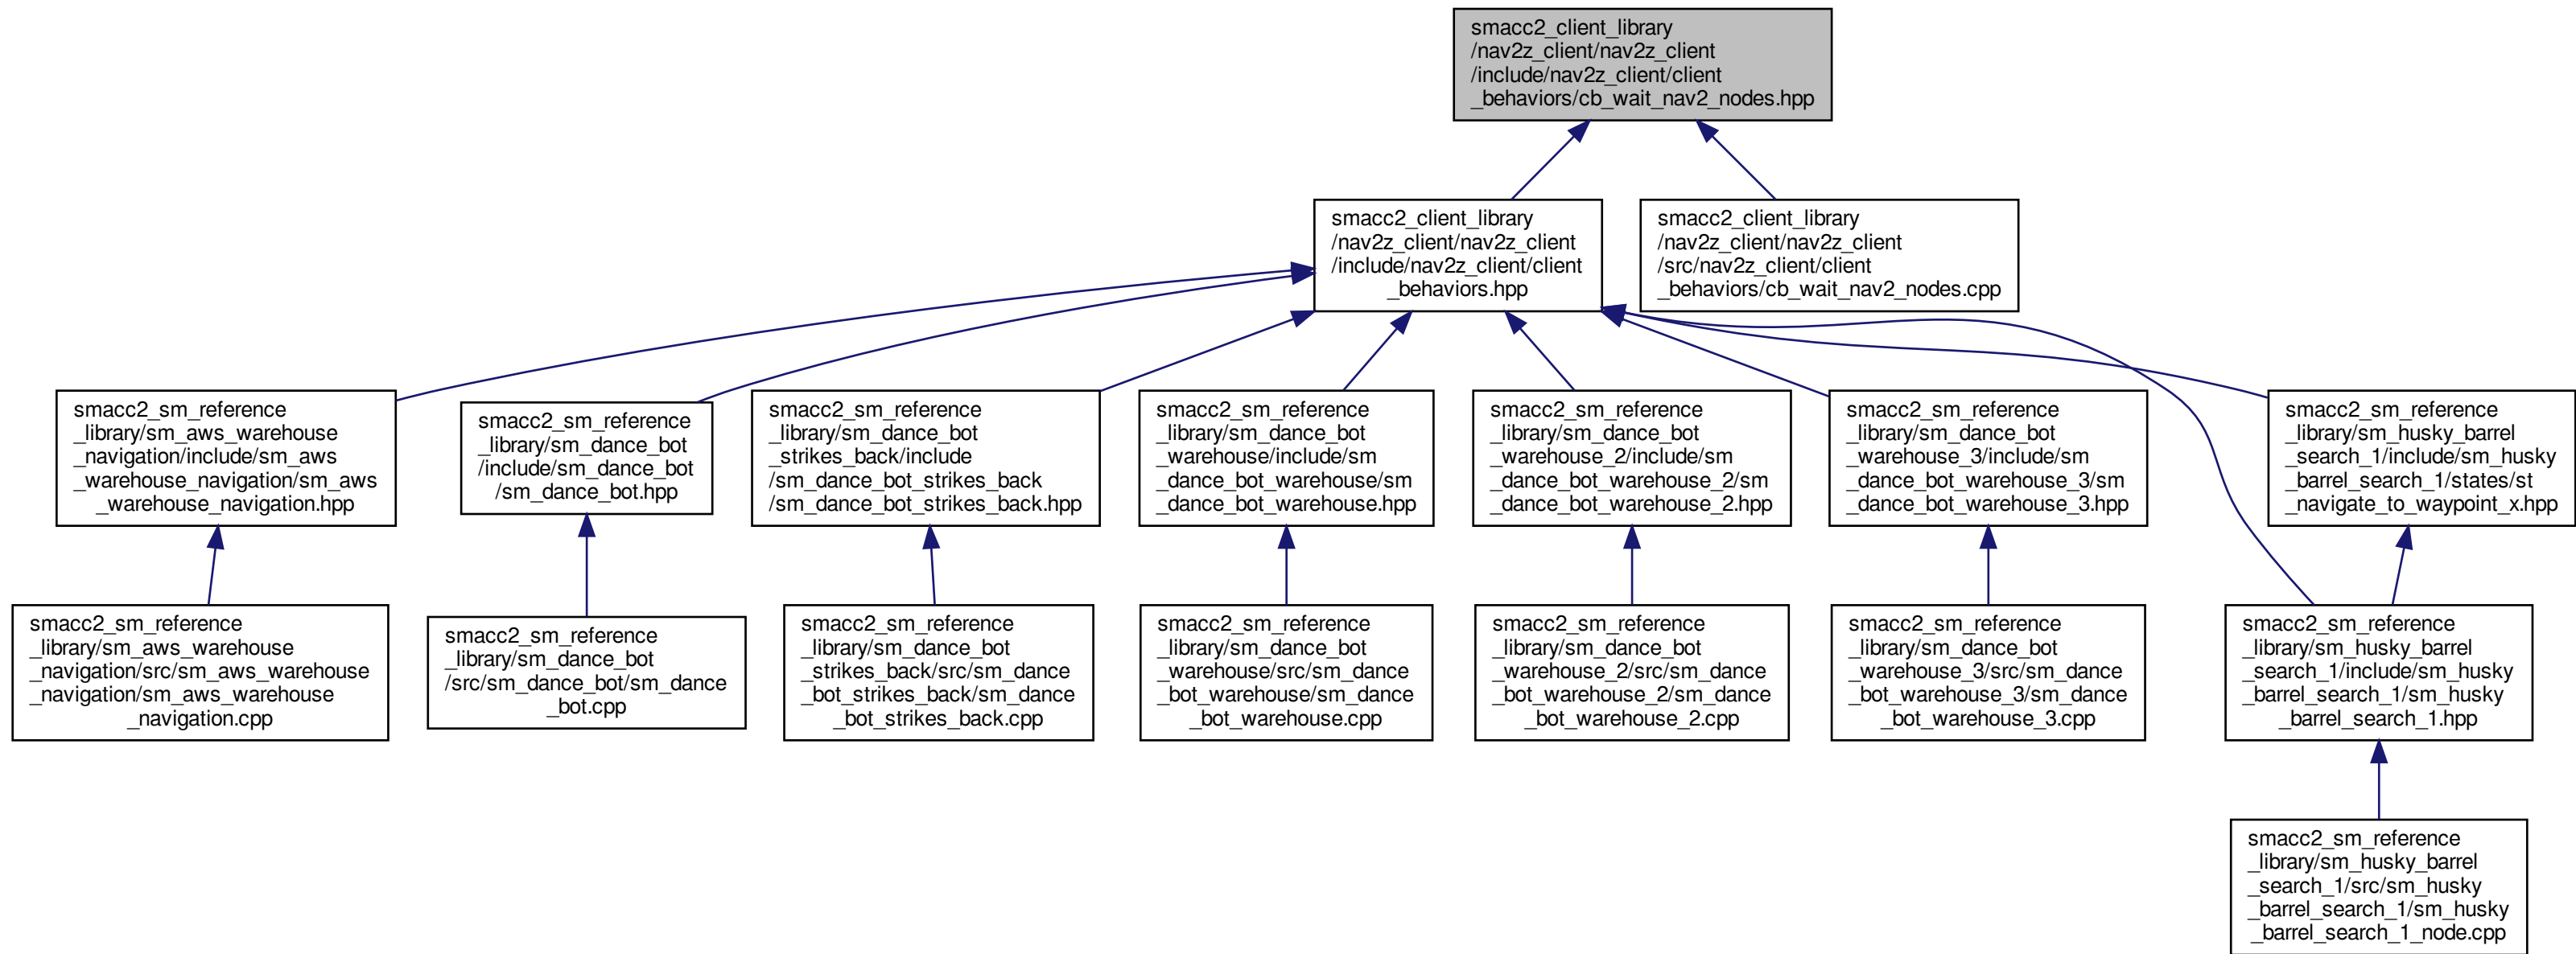 smacc2_client_library
/nav2z_client/nav2z_client
/include/nav2z_client/client
_behaviors/cb_wait_nav2_nodes.hpp
smacc2_client_library
/nav2z_client/nav2z_client
/include/nav2z_client/client
_behaviors.hpp
smacc2_client_library
/nav2z_client/nav2z_client
/src/nav2z_client/client
_behaviors/cb_wait_nav2_nodes.cpp
smacc2_sm_reference
_library/sm_aws_warehouse
_navigation/include/sm_aws
_warehouse_navigation/sm_aws
_warehouse_navigation.hpp
smacc2_sm_reference
_library/sm_dance_bot
/include/sm_dance_bot
/sm_dance_bot.hpp
smacc2_sm_reference
_library/sm_dance_bot
_strikes_back/include
/sm_dance_bot_strikes_back
/sm_dance_bot_strikes_back.hpp
smacc2_sm_reference
_library/sm_dance_bot
_warehouse/include/sm
_dance_bot_warehouse/sm
_dance_bot_warehouse.hpp
smacc2_sm_reference
_library/sm_dance_bot
_warehouse_2/include/sm
_dance_bot_warehouse_2/sm
_dance_bot_warehouse_2.hpp
smacc2_sm_reference
_library/sm_dance_bot
_warehouse_3/include/sm
_dance_bot_warehouse_3/sm
_dance_bot_warehouse_3.hpp
smacc2_sm_reference
_library/sm_husky_barrel
_search_1/include/sm_husky
_barrel_search_1/states/st
_navigate_to_waypoint_x.hpp
smacc2_sm_reference
_library/sm_aws_warehouse
_navigation/src/sm_aws_warehouse
_navigation/sm_aws_warehouse
_navigation.cpp
smacc2_sm_reference
_library/sm_dance_bot
/src/sm_dance_bot/sm_dance
_bot.cpp
smacc2_sm_reference
_library/sm_dance_bot
_strikes_back/src/sm_dance
_bot_strikes_back/sm_dance
_bot_strikes_back.cpp
smacc2_sm_reference
_library/sm_dance_bot
_warehouse/src/sm_dance
_bot_warehouse/sm_dance
_bot_warehouse.cpp
smacc2_sm_reference
_library/sm_dance_bot
_warehouse_2/src/sm_dance
_bot_warehouse_2/sm_dance
_bot_warehouse_2.cpp
smacc2_sm_reference
_library/sm_dance_bot
_warehouse_3/src/sm_dance
_bot_warehouse_3/sm_dance
_bot_warehouse_3.cpp
smacc2_sm_reference
_library/sm_husky_barrel
_search_1/include/sm_husky
_barrel_search_1/sm_husky
_barrel_search_1.hpp
smacc2_sm_reference
_library/sm_husky_barrel
_search_1/src/sm_husky
_barrel_search_1/sm_husky
_barrel_search_1_node.cpp